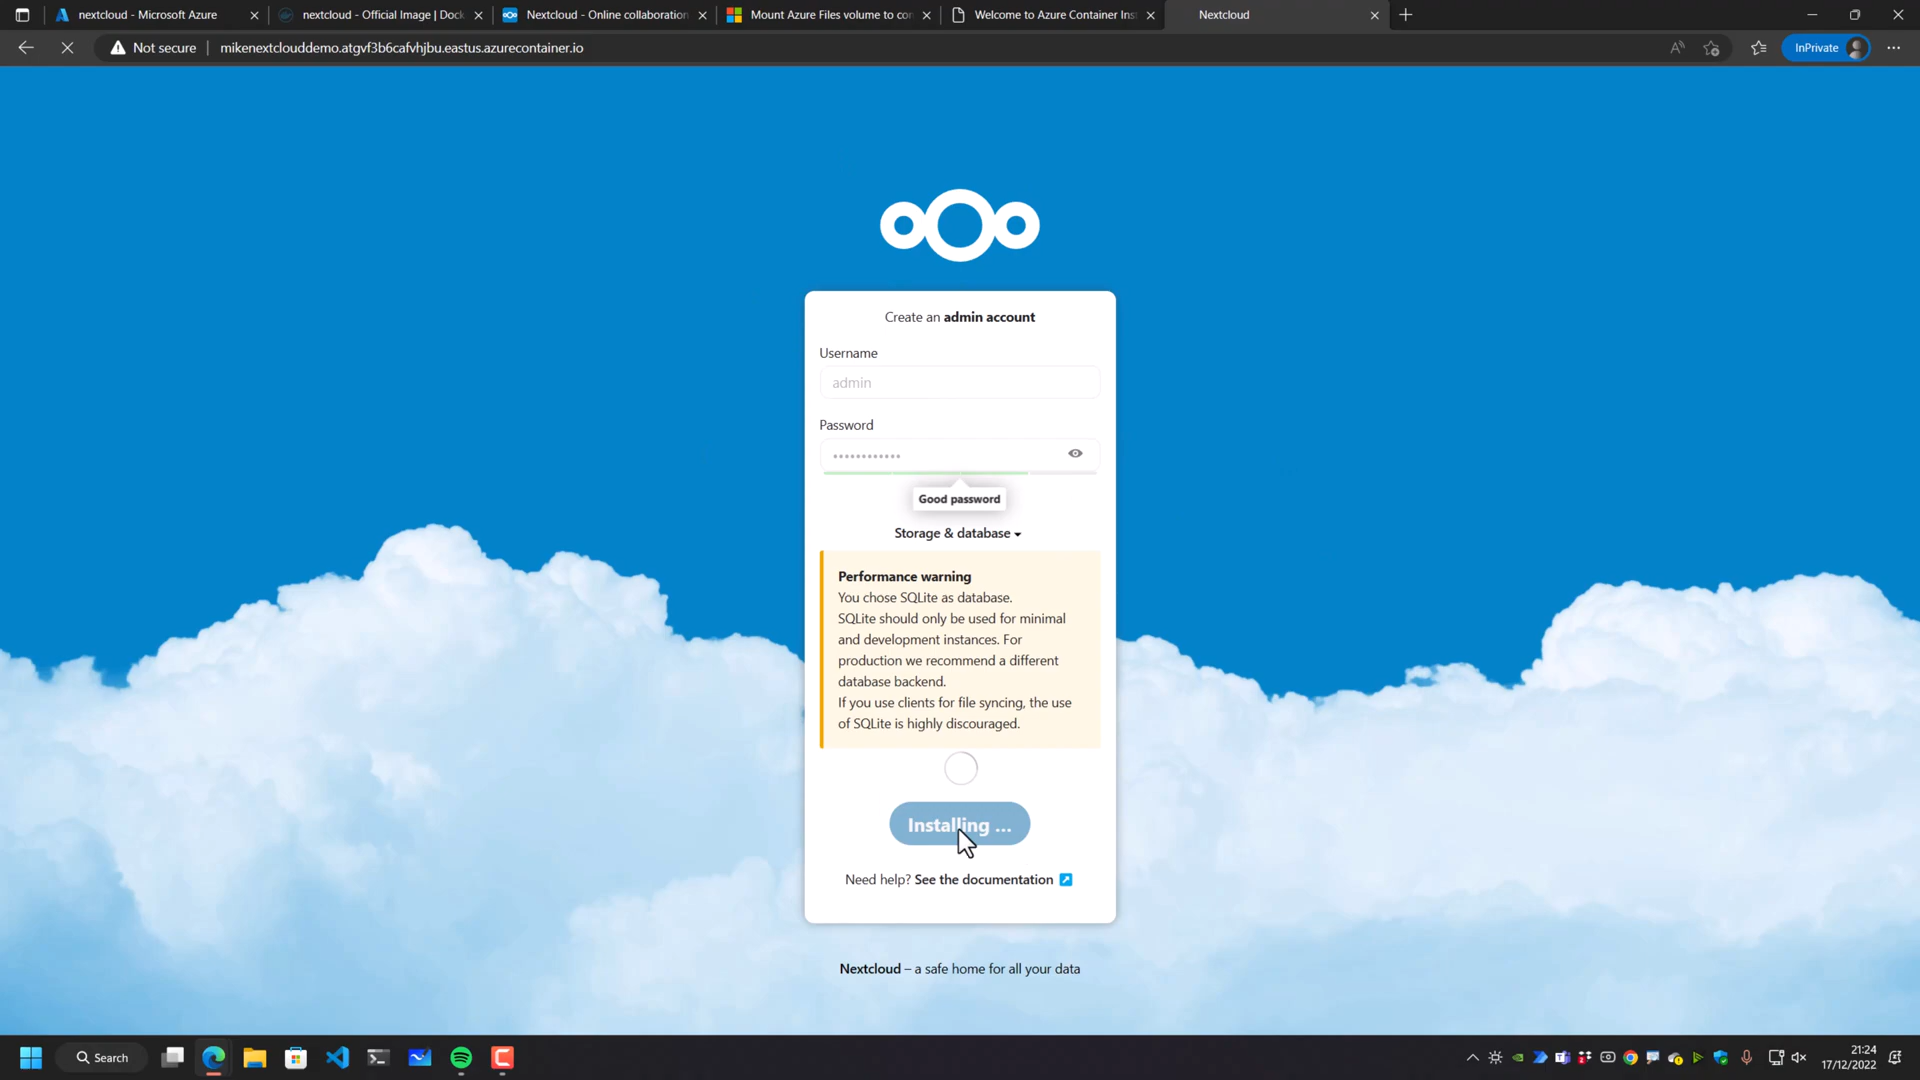 nextcloud - Microsoft Azure
nextcloud - Official Image | Dock
Nextcloud - Online collaboration
Mount Azure Files volume to con
Welcome to Azure Container Ins
Nextcloud
Not secure
mikenextclouddemo.atgvf3b6cafvhjbu.eastus.azurecontainer.io
InPrivate
Create an admin account
Username
admin
Password
Good password
Storage & database
Performance warning
You chose SQLite as database.
SQLite should only be used for minimal
and development instances. For
production we recommend a different
database backend.
If you use clients for file syncing, the use
of SQLite is highly discouraged.
Installing ...
Need help? See the documentation
Nextcloud – a safe home for all your data
Search
21:24
17/12/2022